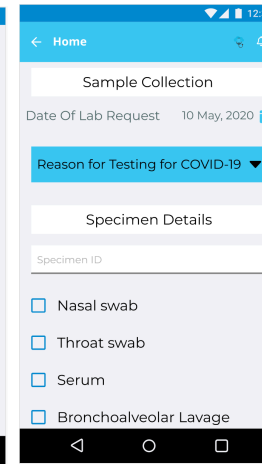 12:
Home
Sample Collection
Date Of Lab Request 10 May, 2020
Reason for Testing for COVID-19
Specimen Details
Specimen ID
Nasal swab
Throat swab
Serum
Bronchoalveolar Lavage